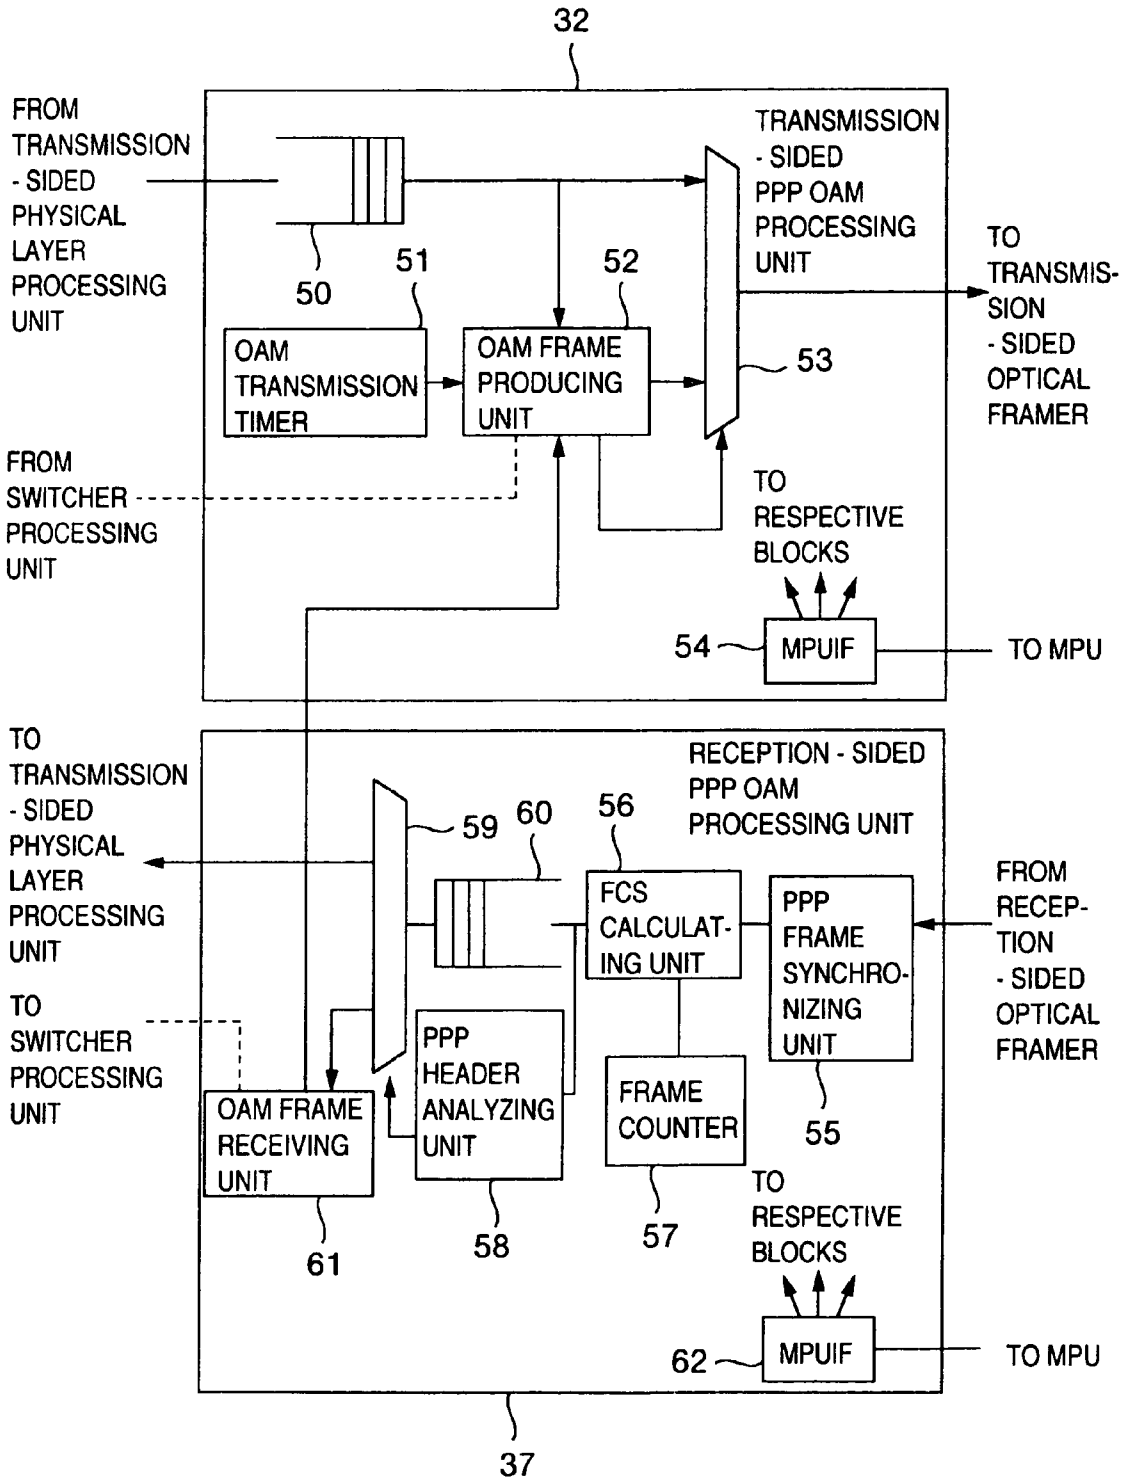 32
FROM
TRANSMISSION
- SIDED
PHYSICAL
LAYER
PROCESSING
UNIT
TRANSMISSION
- SIDED
PPP OAM
PROCESSING
UNIT
50
51
52
53
OAM
TRANSMISSION
TIMER
OAM FRAME
PRODUCING
UNIT
TO
TRANSMIS-
SION
- SIDED
OPTICAL
FRAMER
FROM
SWITCHER
PROCESSING
UNIT
TO
RESPECTIVE
BLOCKS
54
MPUIF
TO MPU
TO
TRANSMISSION
- SIDED
PHYSICAL
LAYER
PROCESSING
UNIT
RECEPTION - SIDED
PPP OAM
PROCESSING UNIT
59
60
56
FCS
CALCULAT-
ING UNIT
PPP
FRAME
SYNCHRO-
NIZING
UNIT
FROM
RECEP-
TION
- SIDED
OPTICAL
FRAMER
TO
SWITCHER
PROCESSING
UNIT
OAM FRAME
RECEIVING
UNIT
PPP
HEADER
ANALYZING
UNIT
FRAME
COUNTER
55
61
58
57
TO
RESPECTIVE
BLOCKS
62
MPUIF
TO MPU
37